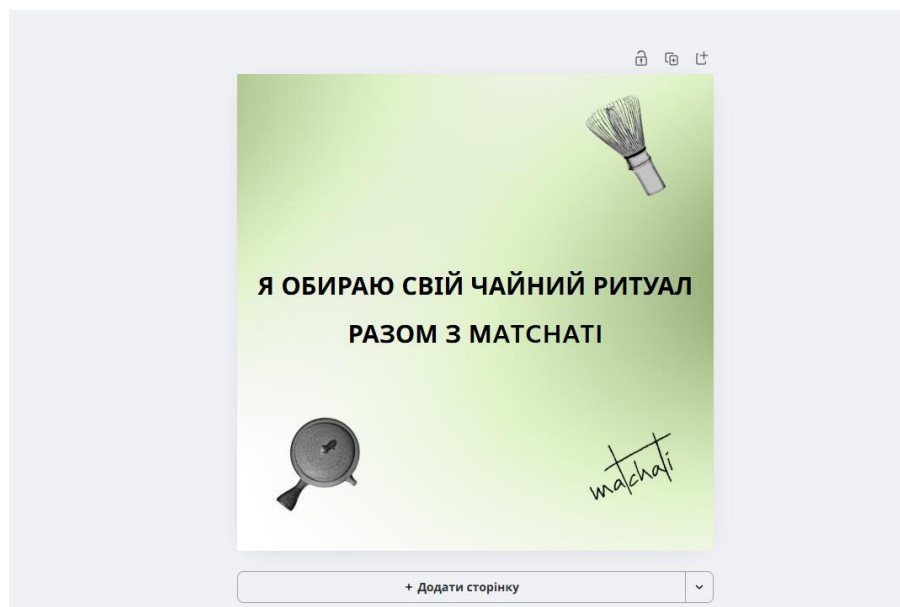 Я ОБИРАЮ СВІЙ ЧАЙНИЙ РИТУАЛ
РАЗОМ З MATCHATI
matchati
+ Додати сторінку